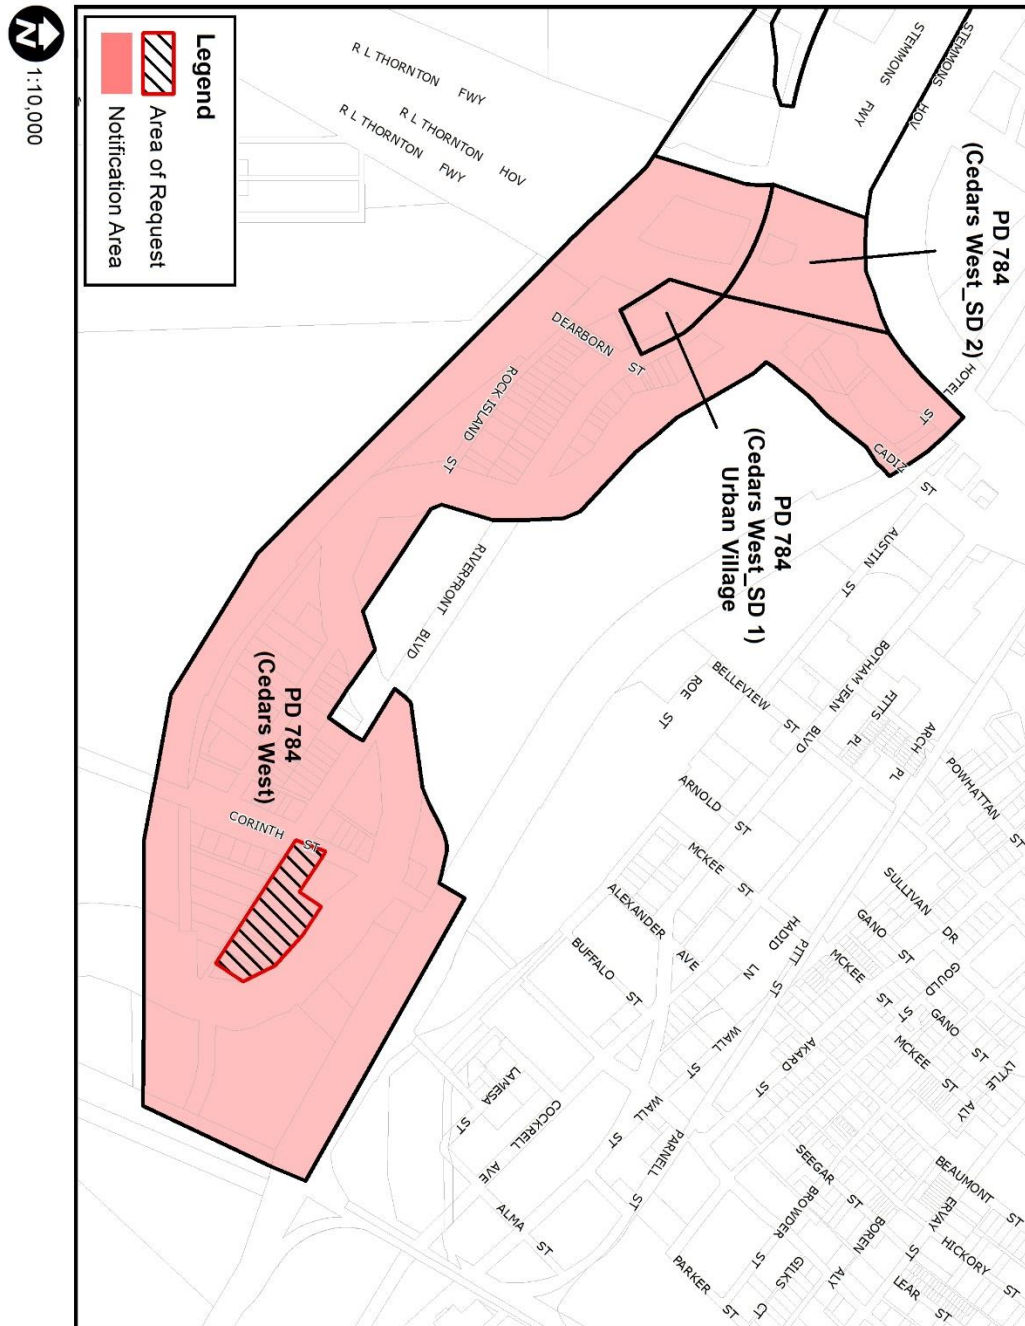 N
1:10,000
Legend
Area of Request
Notification Area
STEMMONS HOV
STEMMONS FWY
R L THORNTON FWY
R L THORNTON HOV
R L THORNTON FWY
PD 784
(Cedars West_SD 2)
HOTEL ST
CADIZ ST
DEARBORN ST
ROCK ISLAND ST
PD 784
(Cedars West_SD 1)
Urban Village
AUSTIN ST
RIVERFRONT BLVD
BOTHAM JEAN BLVD
BELLEVIEW ST
ROE ST
FITTS PL
ARCH PL
POWHATTAN ST
ARNOLD ST
MCKEE ST
PD 784
(Cedars West)
CORINTH ST
ALEXANDER AVE
BUFFALO ST
HADID LN
PITT ST
SULLIVAN DR
GANO ST
GOULD ST
MCKEE ST
GANO ST
MCKEE ST
LYTLE ALY
WALL ST
AKARD ST
WALL ST
LAMESA ST
COCKRELL AVE
ALMA ST
PARNELL ST
SEEGAR ST
BROWDER ST
BEAUMONT ST
ERVAY ST
HICKORY ST
BOREN ALY
LEAR ST
GILKS CT
PARKER ST